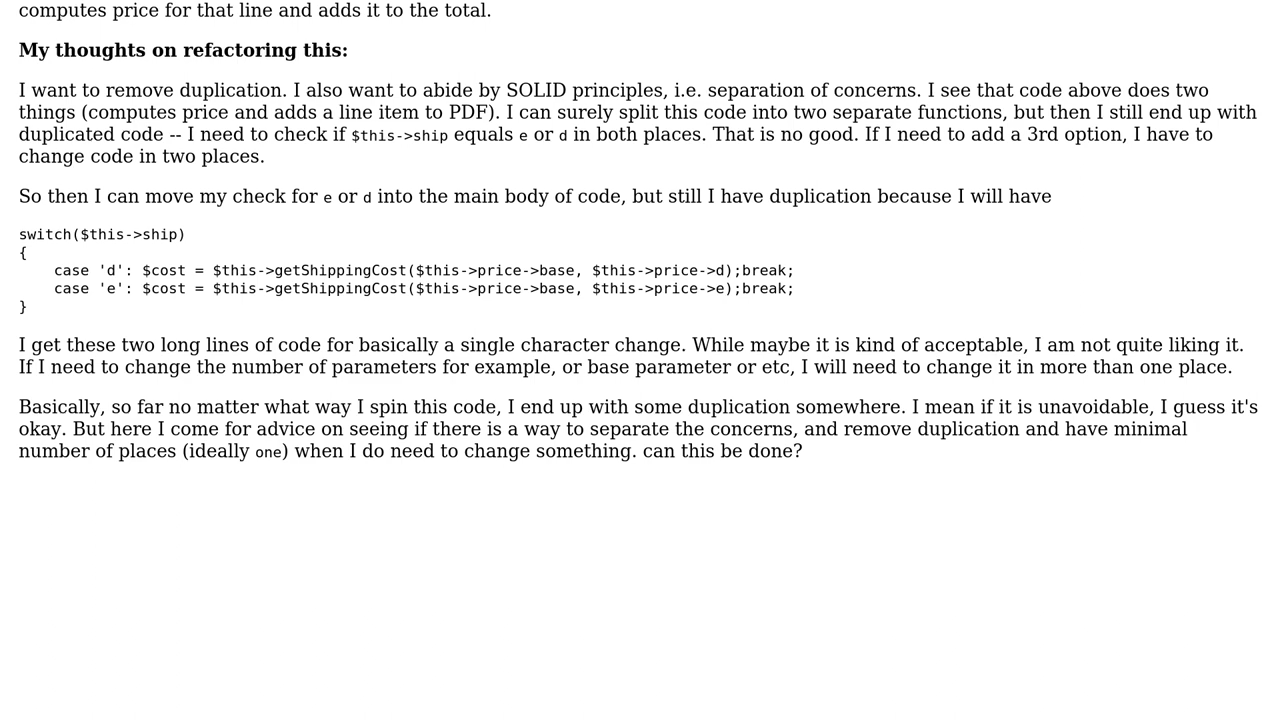 computes price for that line and adds it to the total.
My thoughts on refactoring this:
I want to remove duplication. I also want to abide by SOLID principles, i.e. separation of concerns. I see that code above does two
things (computes price and adds a line item to PDF). I can surely split this code into two separate functions, but then I still end up with
duplicated code -- I need to check if $this->ship equals e or d in both places. That is no good. If I need to add a 3rd option, I have to
change code in two places.
So then I can move my check for e or d into the main body of code, but still I have duplication because I will have
switch($this->ship)
{
    case 'd': $cost = $this->getShippingCost($this->price->base, $this->price->d);break;
    case 'e': $cost = $this->getShippingCost($this->price->base, $this->price->e);break;
}
I get these two long lines of code for basically a single character change. While maybe it is kind of acceptable, I am not quite liking it.
If I need to change the number of parameters for example, or base parameter or etc, I will need to change it in more than one place.
Basically, so far no matter what way I spin this code, I end up with some duplication somewhere. I mean if it is unavoidable, I guess it's
okay. But here I come for advice on seeing if there is a way to separate the concerns, and remove duplication and have minimal
number of places (ideally one) when I do need to change something. can this be done?